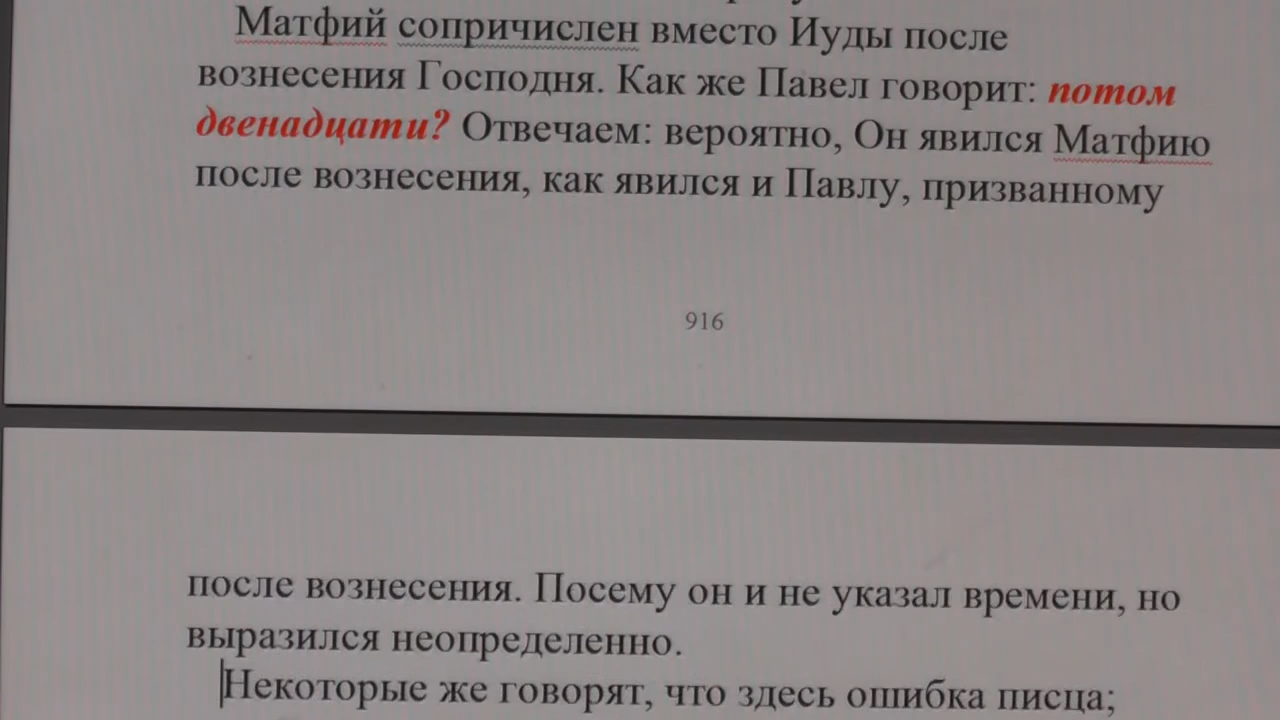 Матфий сопричислен вместо Иуды после
вознесения Господня. Как же Павел говорит: потом
двенадцати? Отвечаем: вероятно, Он явился Матфию
после вознесения, как явился и Павлу, призванному
916
после вознесения. Посему он и не указал времени, но
выразился неопределенно.
Некоторые же говорят, что здесь ошибка писца;